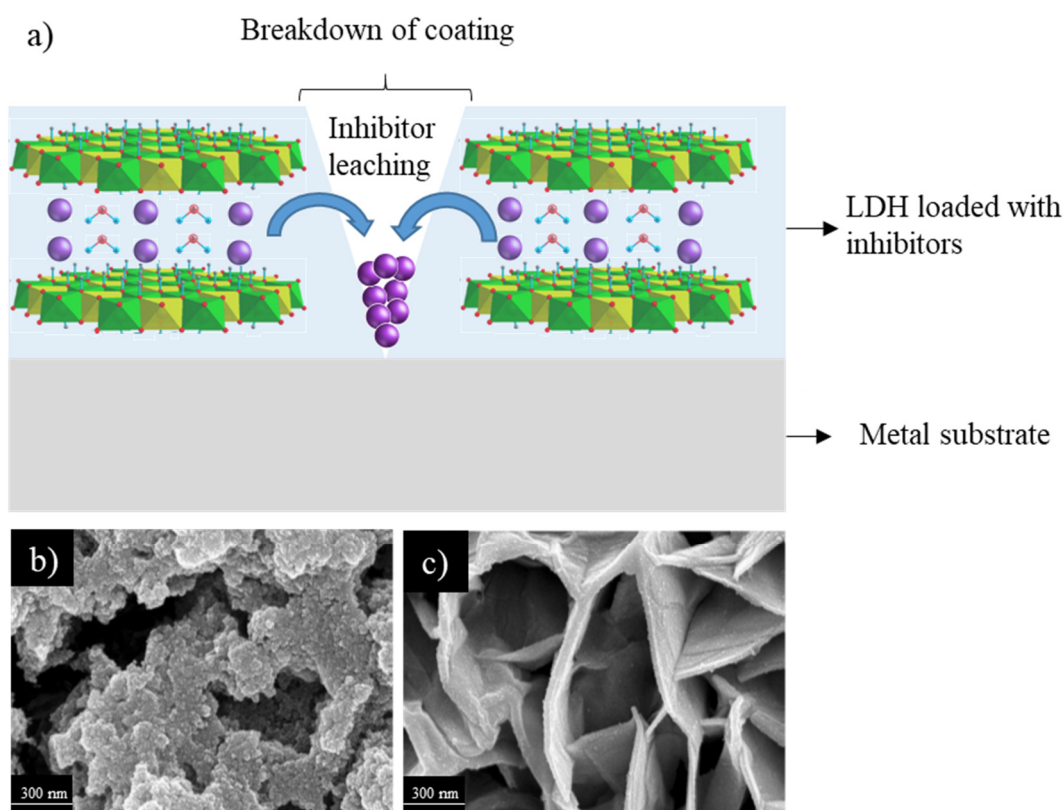 a)
Breakdown of coating
Inhibitor
leaching
LDH loaded with
inhibitors
Metal substrate
b)
c)
300 nm
300 nm